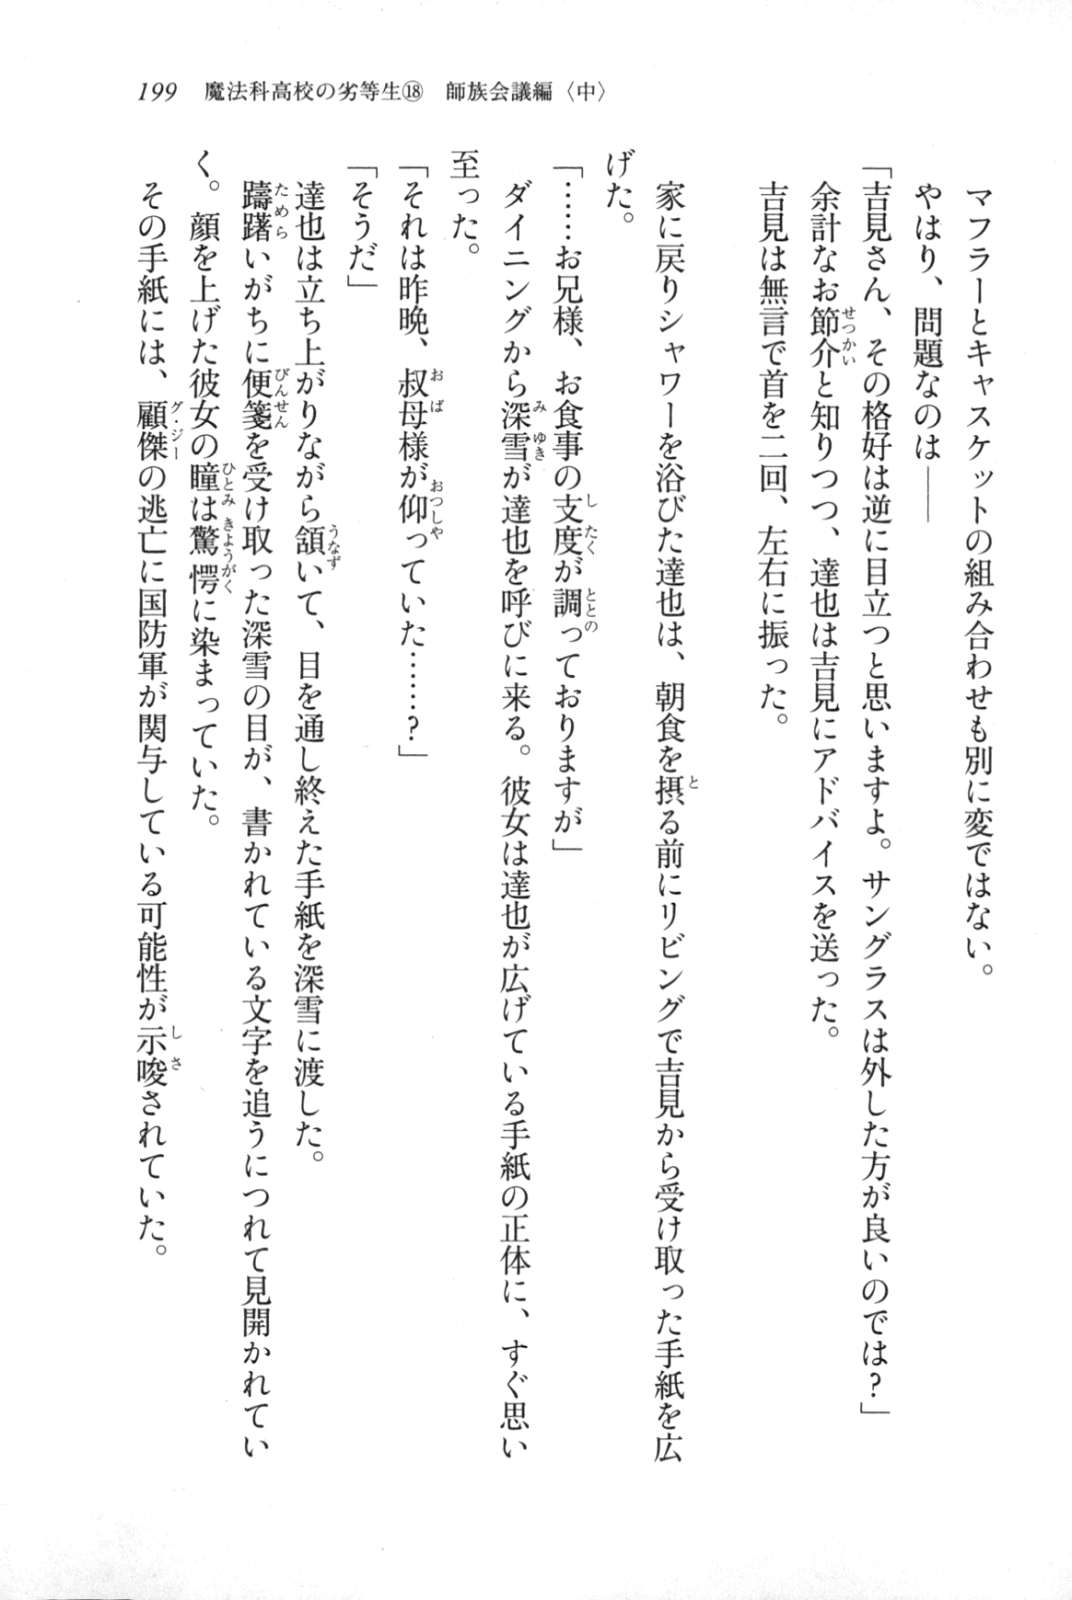 199 魔法科高校の劣等生⑱ 師族会議編〈中〉
マフラーとキャスケットの組み合わせも別に変ではない。
やはり、問題なのは――
「吉見さん、その格好は逆に目立つと思いますよ。サングラスは外した方が良いのでは？」
余計なお節介と知りつつ、達也は吉見にアドバイスを送った。
吉見は無言で首を二回、左右に振った。
家に戻りシャワーを浴びた達也は、朝食を摂る前にリビングで吉見から受け取った手紙を広
げた。
「……お兄様、お食事の支度が調っておりますが」
ダイニングから深雪が達也を呼びに来る。彼女は達也が広げている手紙の正体に、すぐ思い
至った。
「それは昨晩、叔母様が仰っていた……？」
「そうだ」
達也は立ち上がりながら頷いて、目を通し終えた手紙を深雪に渡した。
躊躇いがちに便箋を受け取った深雪の目が、書かれている文字を追うにつれて見開かれてい
く。顔を上げた彼女の瞳は驚愕に染まっていた。
その手紙には、顧傑の逃亡に国防軍が関与している可能性が示唆されていた。